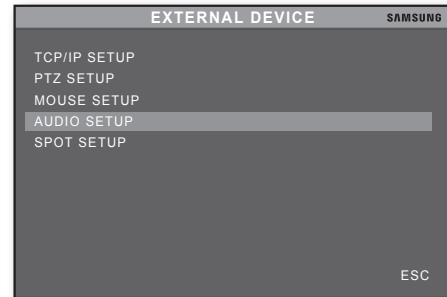 EXTERNAL DEVICE SAMSUNG
TCP/IP SETUP
PTZ SETUP
MOUSE SETUP
AUDIO SETUP
SPOT SETUP
ESC